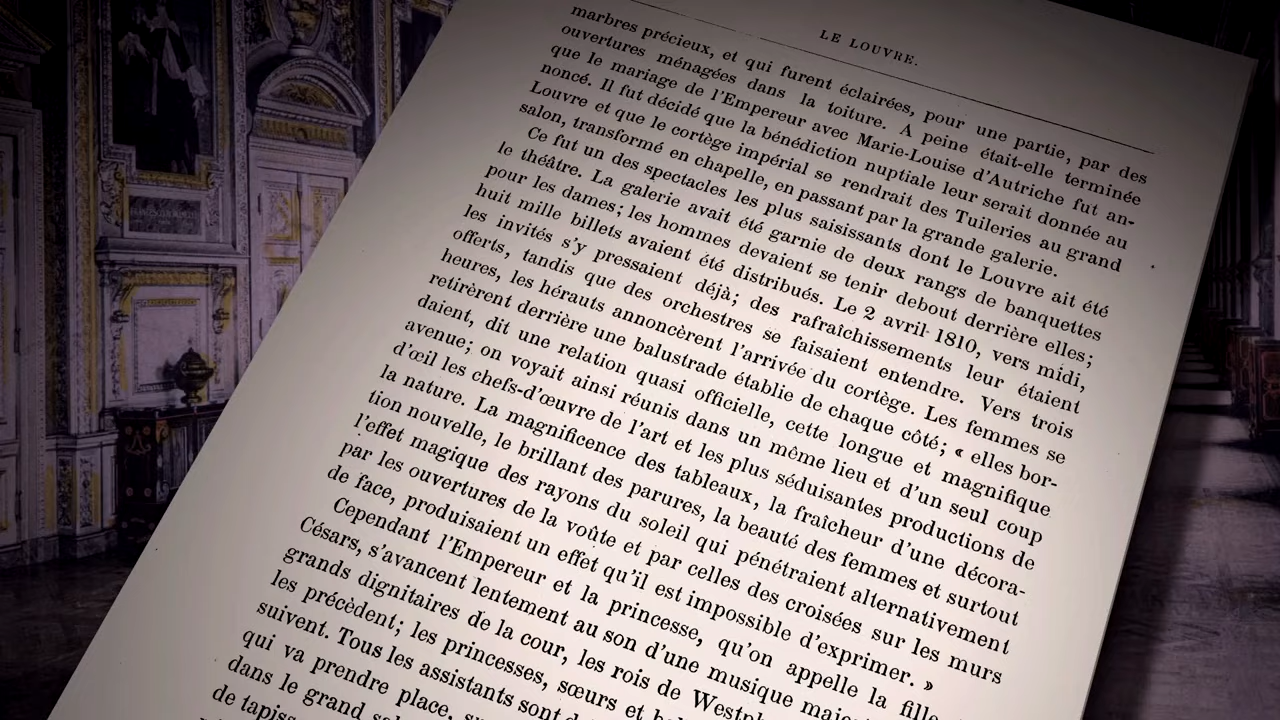 LE LOUVRE.
marbres précieux, et qui furent éclairées, pour une partie, par des
ouvertures ménagées dans la toiture. A peine était-elle terminée
que le mariage de l'Empereur avec Marie-Louise d'Autriche fut an-
noncé. Il fut décidé que la bénédiction nuptiale leur serait donnée au
Louvre et que le cortège impérial se rendrait des Tuileries au grand
salon, transformé en chapelle, en passant par la grande galerie.
Ce fut un des spectacles les plus saisissants dont le Louvre ait été
le théâtre. La galerie avait été garnie de deux rangs de banquettes
pour les dames; les hommes devaient se tenir debout derrière elles;
huit mille billets avaient été distribués. Le 2 avril 1810, vers midi,
les invités s'y pressaient déjà; des rafraîchissements leur étaient
offerts, tandis que des orchestres se faisaient entendre. Vers trois
heures, les hérauts annoncèrent l'arrivée du cortège. Les femmes se
retirèrent derrière une balustrade établie de chaque côté; « elles bor-
daient, dit une relation quasi officielle, cette longue et magnifique
avenue; on voyait ainsi réunis dans un même lieu et d'un seul coup
d'œil les chefs-d'œuvre de l'art et les plus séduisantes productions de
la nature. La magnificence des tableaux, la fraîcheur d'une décora-
tion nouvelle, le brillant des parures, la beauté des femmes et surtout
l'effet magique des rayons du soleil qui pénétraient alternativement
par les ouvertures de la voûte et par celles des croisées sur les murs
de face, produisaient un effet qu'il est impossible d'exprimer. »
Cependant l'Empereur et la princesse, qu'on appelle la fille
Césars, s'avancent lentement au son d'une musique
grands dignitaires de la cour, les rois de
les précèdent; les princesses, sœurs et
suivent. Tous les assistants sont
qui va prendre place,
dans le grand
de